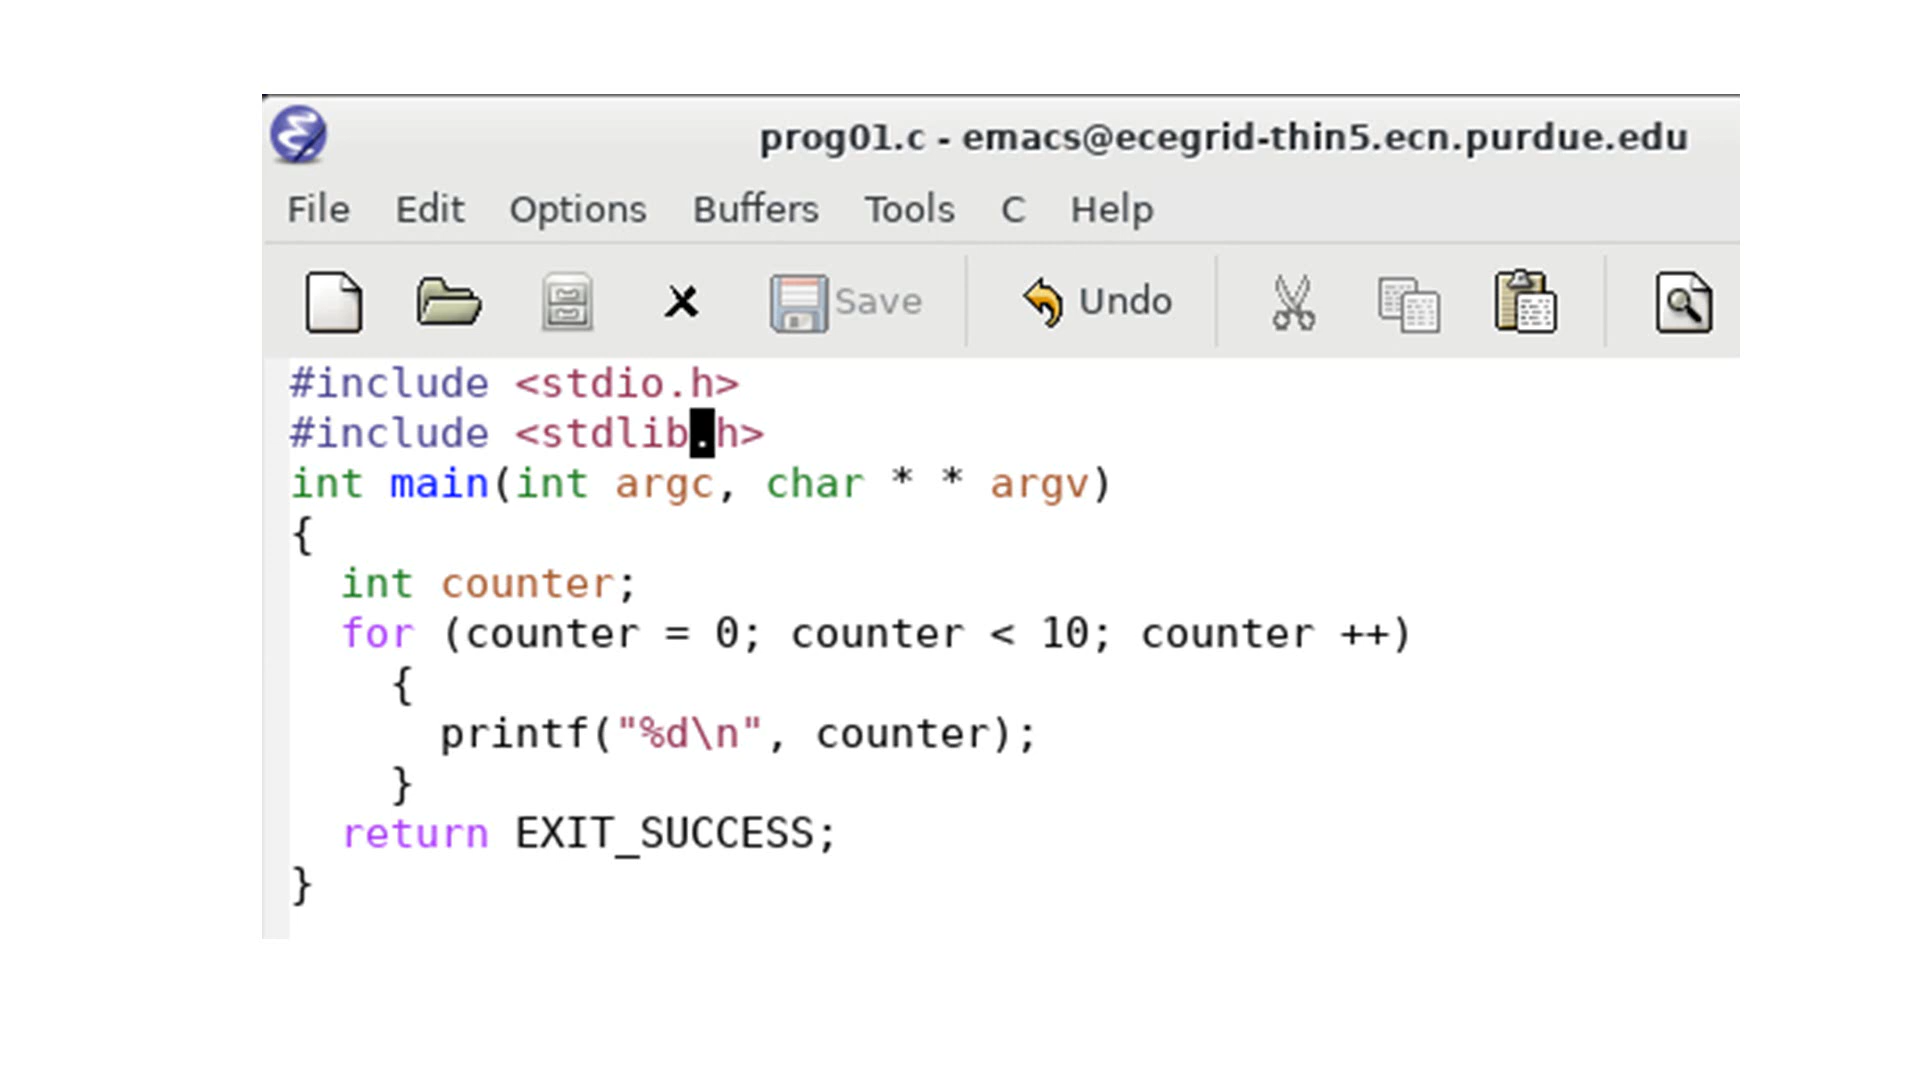 prog01.c - emacs@ecegrid-thin5.ecn.purdue.edu
File Edit Options Buffers Tools C Help
Save Undo
#include <stdio.h>
#include <stdlib.h>
int main(int argc, char * * argv)
{
  int counter;
  for (counter = 0; counter < 10; counter ++)
    {
      printf("%d\n", counter);
    }
  return EXIT_SUCCESS;
}